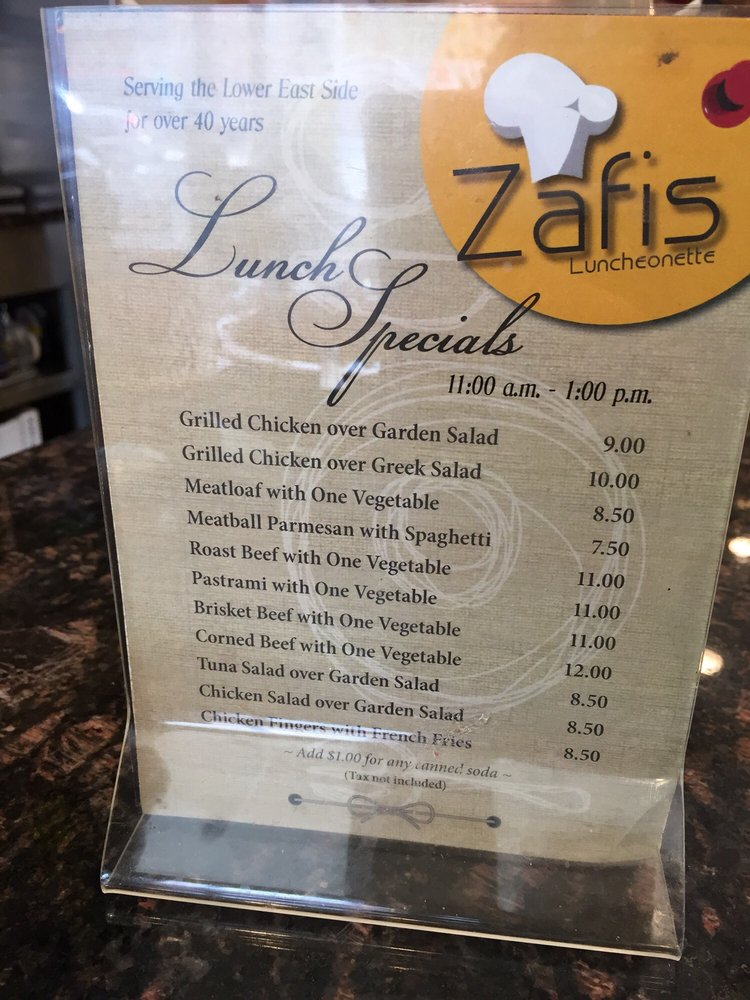 Serving the Lower East Side
for over 40 years
Zafis
Luncheonette
Lunch
Specials
11:00 a.m. - 1:00 p.m.
Grilled Chicken over Garden Salad 9.00
Grilled Chicken over Greek Salad 10.00
Meatloaf with One Vegetable 8.50
Meatball Parmesan with Spaghetti 7.50
Roast Beef with One Vegetable 11.00
Pastrami with One Vegetable 11.00
Brisket Beef with One Vegetable 11.00
Corned Beef with One Vegetable 12.00
Tuna Salad over Garden Salad 8.50
Chicken Salad over Garden Salad 8.50
Chicken Fingers with French Fries 8.50
~ Add $1.00 for any canned soda ~
(Tax not included)